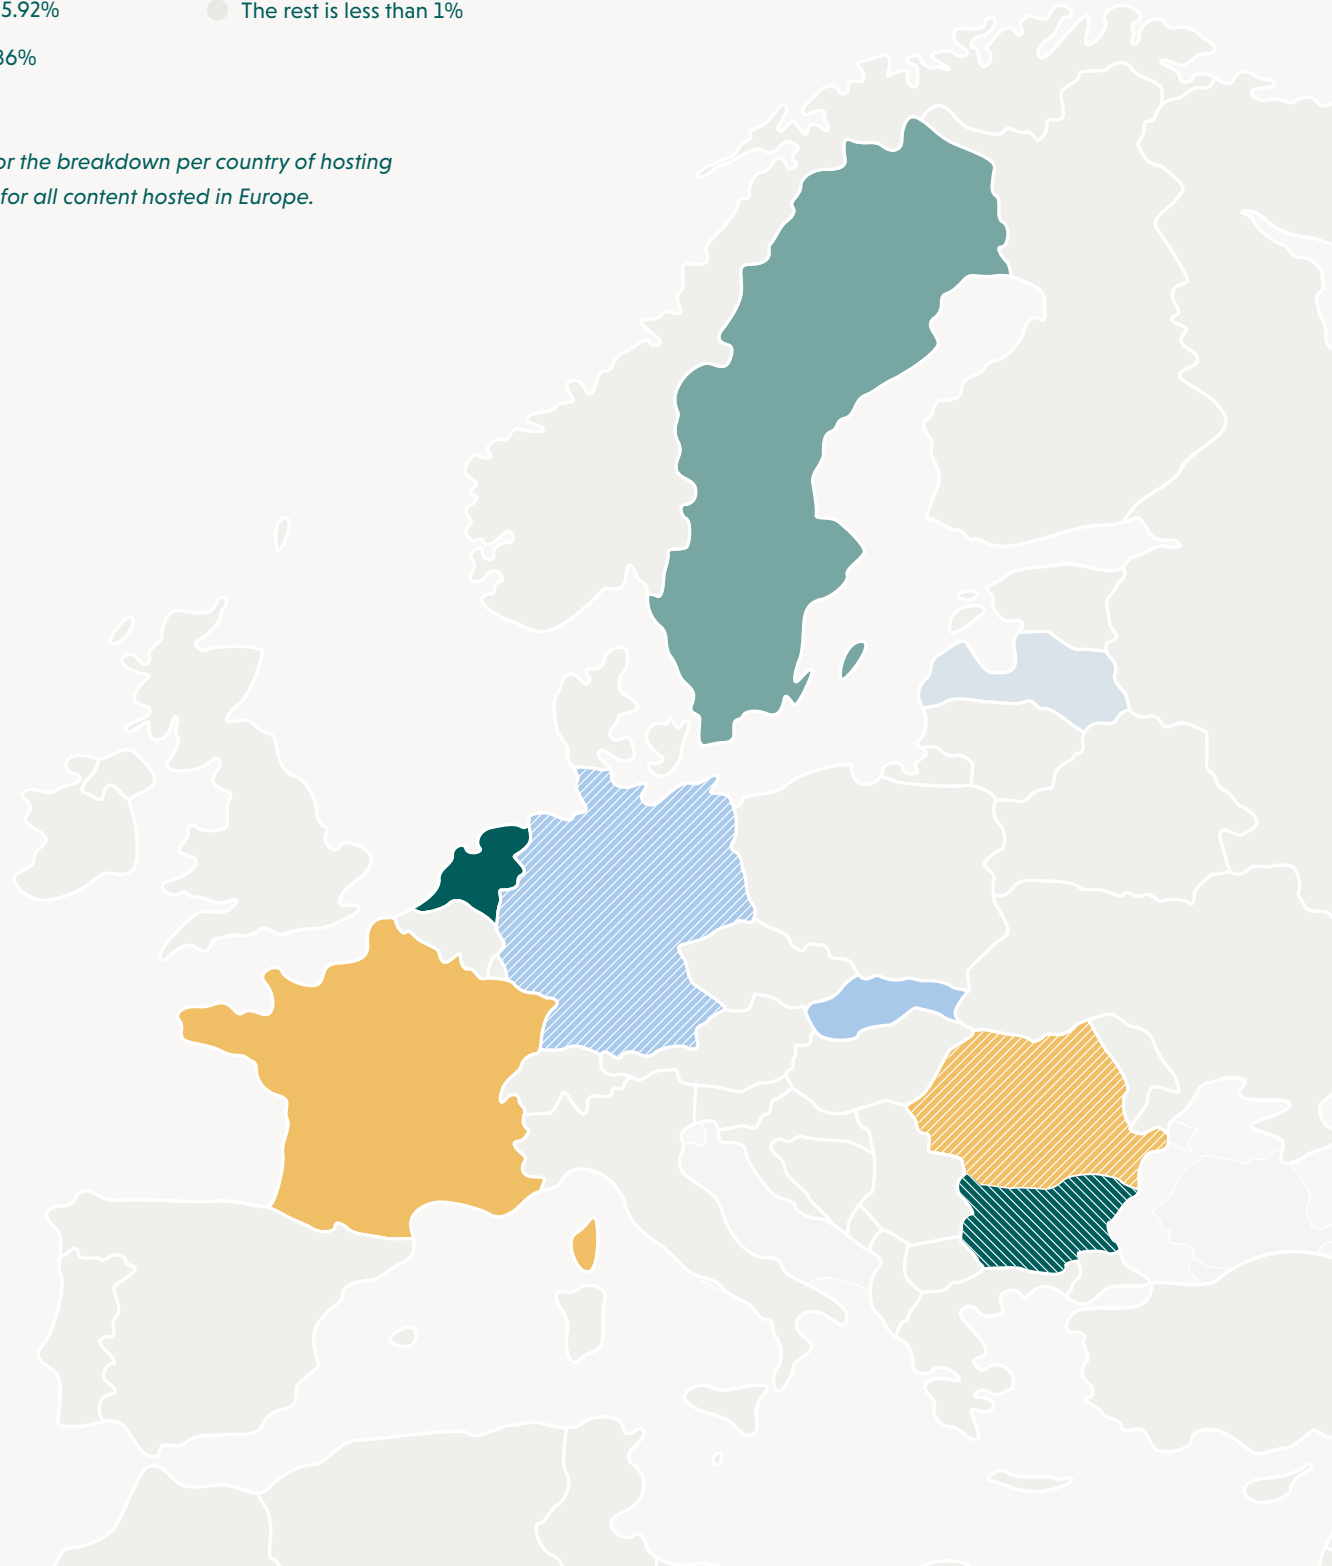 5.92%
The rest is less than 1%
36%
or the breakdown per country of hosting
for all content hosted in Europe.